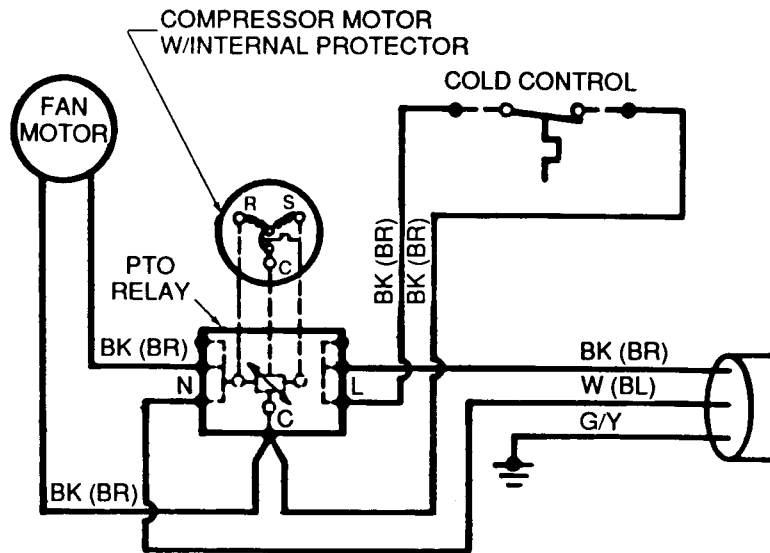 COMPRESSOR MOTOR
W/INTERNAL PROTECTOR
COLD CONTROL
FAN
MOTOR
R
S
C
BK (BR)
BK (BR)
PTO
RELAY
BK (BR)
BK (BR)
N
L
W (BL)
C
G/Y
BK (BR)